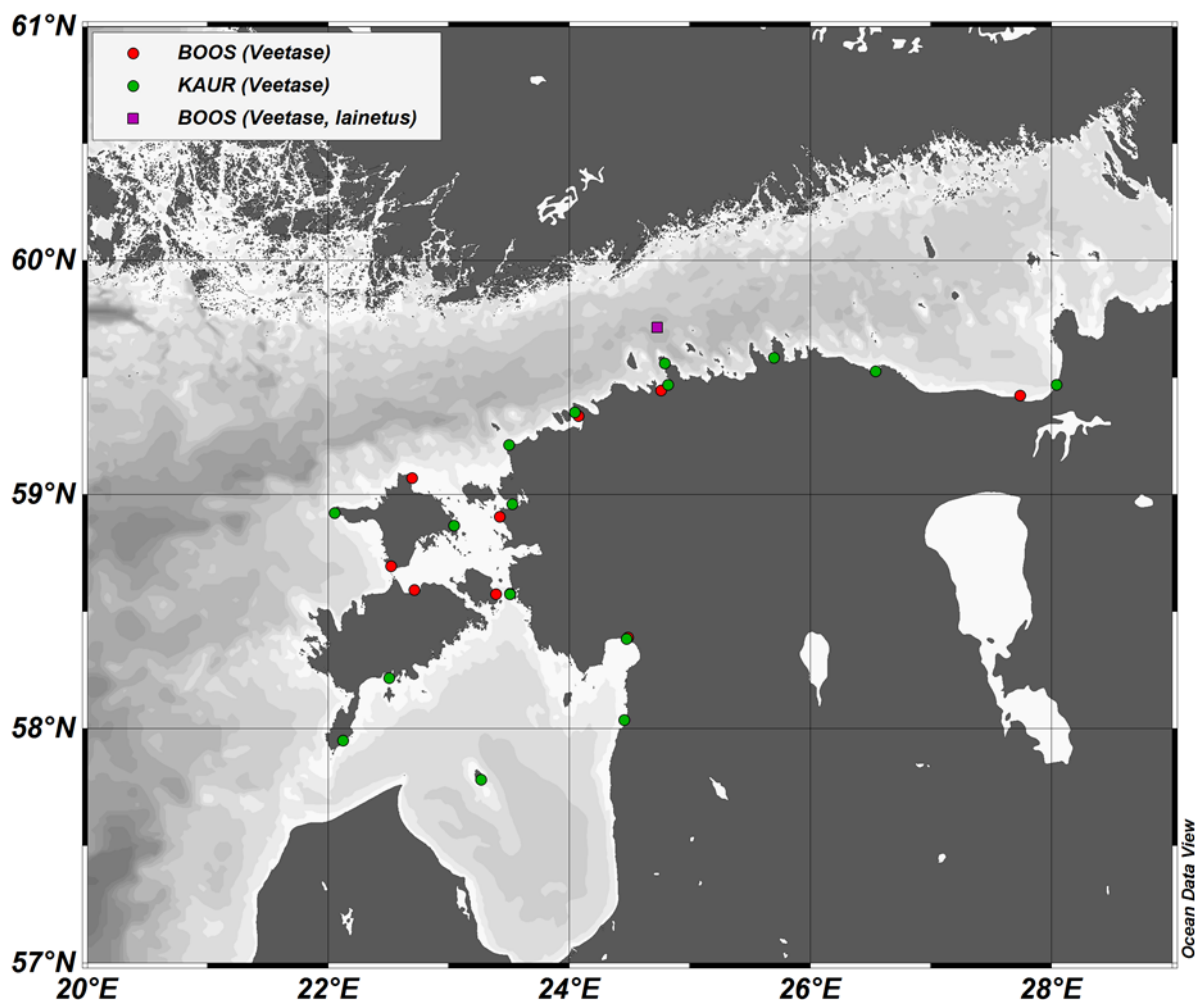 61°N
BOOS (Veetase)
KAUR (Veetase)
BOOS (Veetase, lainetus)
60°N
59°N
58°N
57°N
20°E
22°E
24°E
26°E
28°E
Ocean Data View